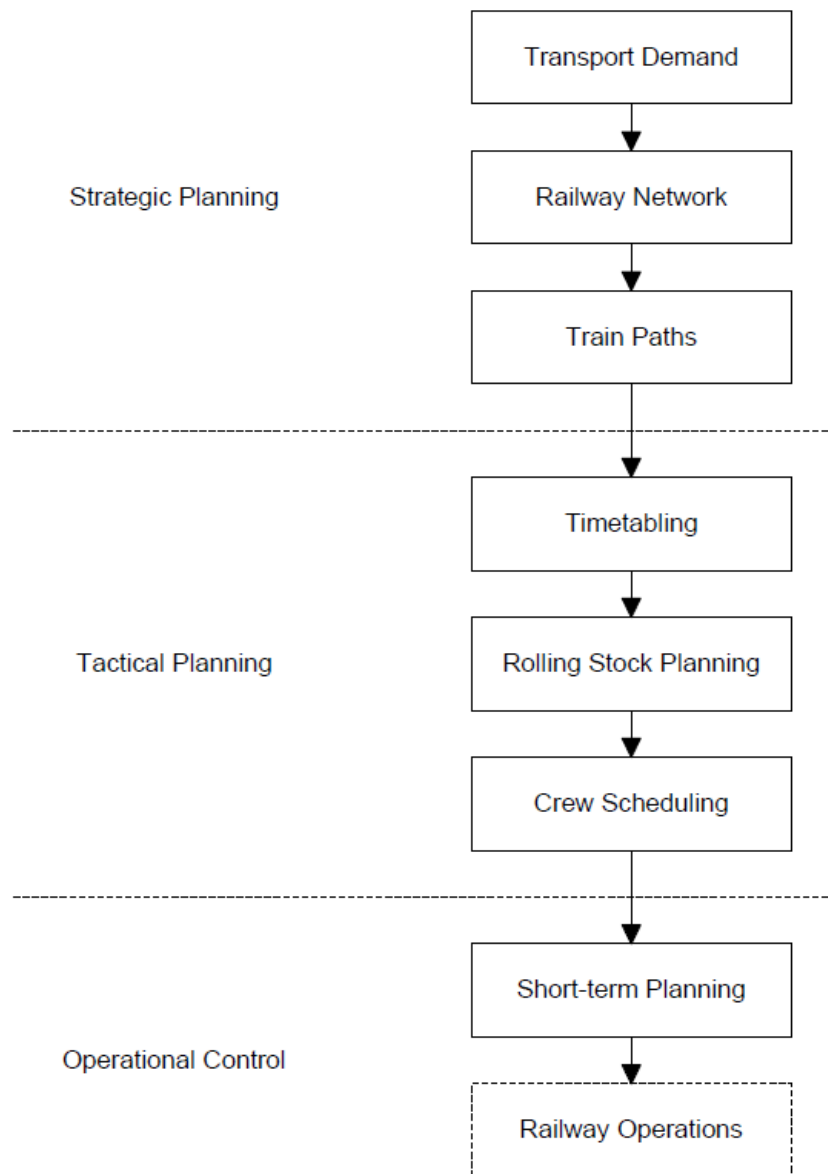 Transport Demand
Strategic Planning
Railway Network
Train Paths
Timetabling
Tactical Planning
Rolling Stock Planning
Crew Scheduling
Short-term Planning
Operational Control
Railway Operations